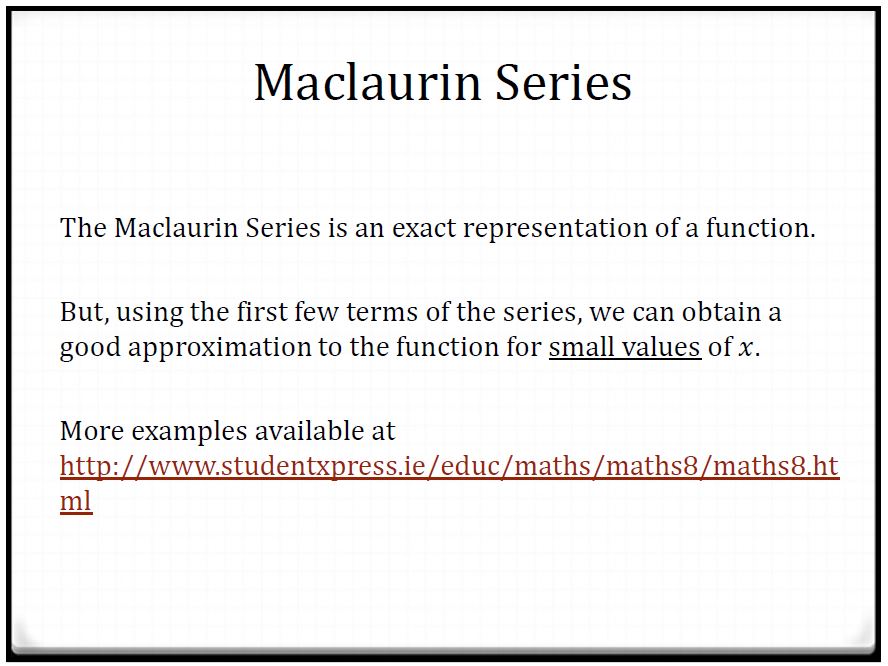 Maclaurin Series
The Maclaurin Series is an exact representation of a function.
But, using the first few terms of the series, we can obtain a
good approximation to the function for small values of x.
More examples available at
http://www.studentxpress.ie/educ/maths/maths8/maths8.ht
ml